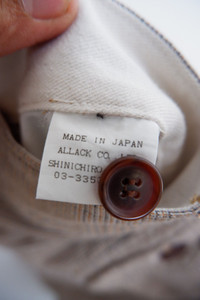 MADE IN JAPAN
ALLACK CO.
SHINICHIRO
03-335